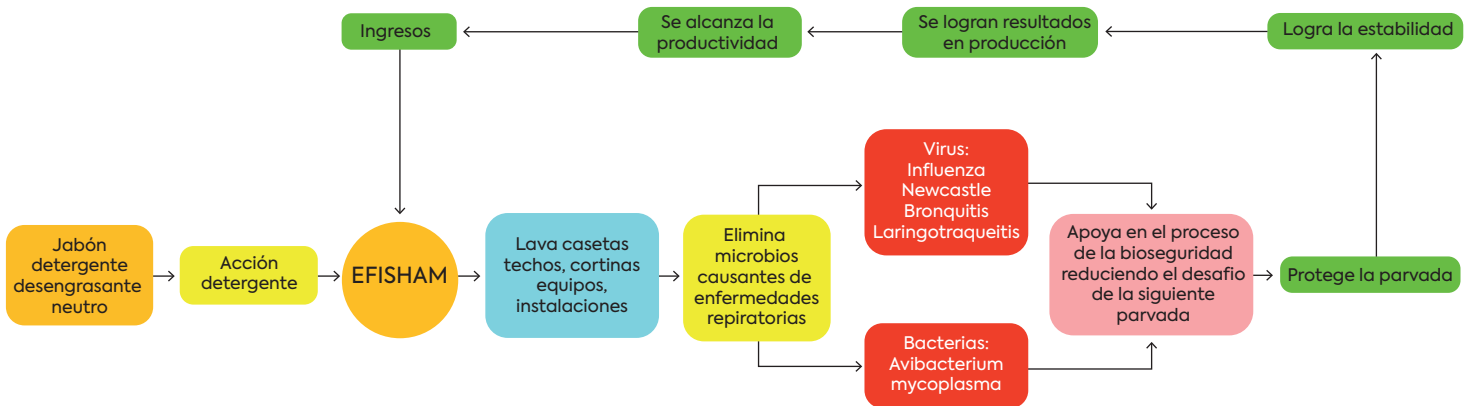 Ingresos
Se alcanza la
productividad
Se logran resultados
en producción
Logra la estabilidad
Jabón
detergente
desengrasante
neutro
Acción
detergente
EFISHAM
Lava casetas
techos, cortinas
equipos,
instalaciones
Elimina
microbios
causantes de
enfermedades
repiratorias
Virus:
Influenza
Newcastle
Bronquitis
Laringotraqueitis
Bacterias:
Avibacterium
mycoplasma
Apoya en el proceso
de la bioseguridad
reduciendo el desafio
de la siguiente
parvada
Protege la parvada